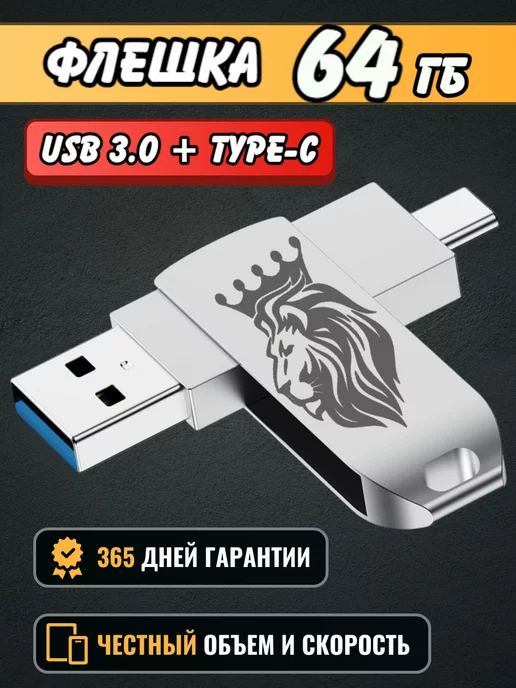 ФЛЕШКА 64 ГБ
USB 3.0 + TYPE-C
365 ДНЕЙ ГАРАНТИИ
ЧЕСТНЫЙ ОБЪЕМ И СКОРОСТЬ